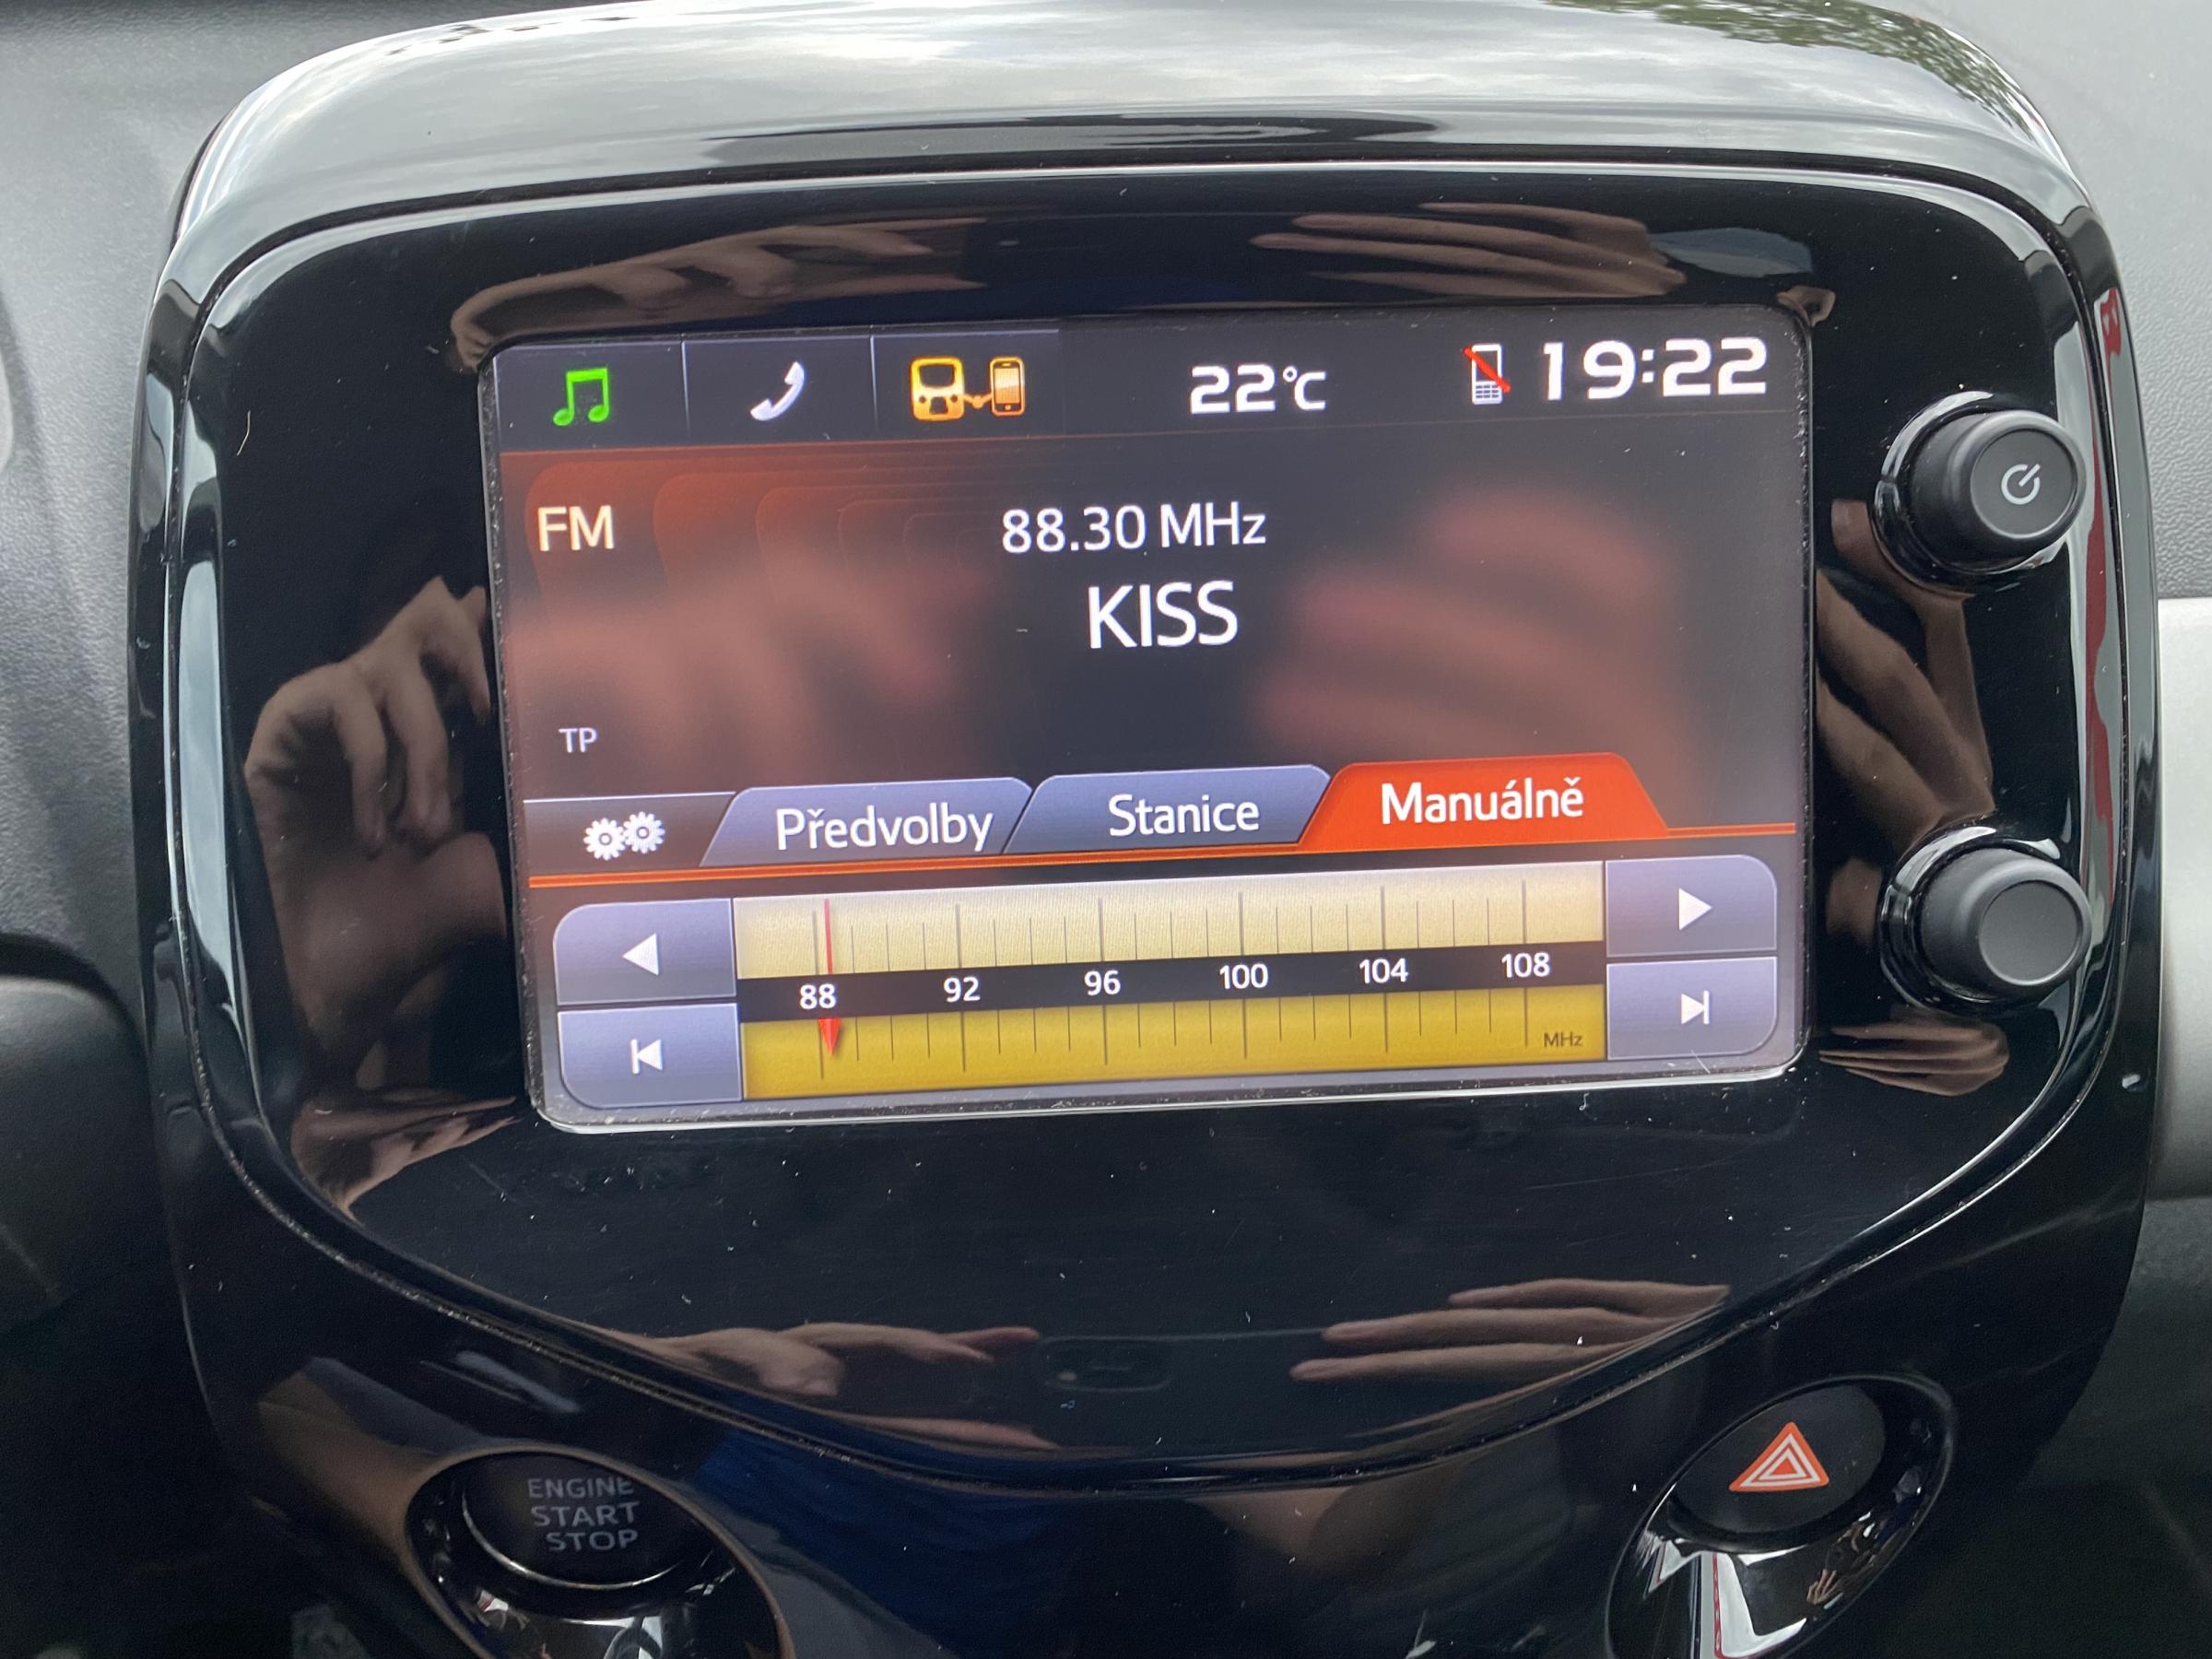 22°C
19:22
FM
88.30 MHz
KISS
TP
Předvolby
Stanice
Manuálně
88 92 96 100 104 108
MHz
ENGINE
START
STOP